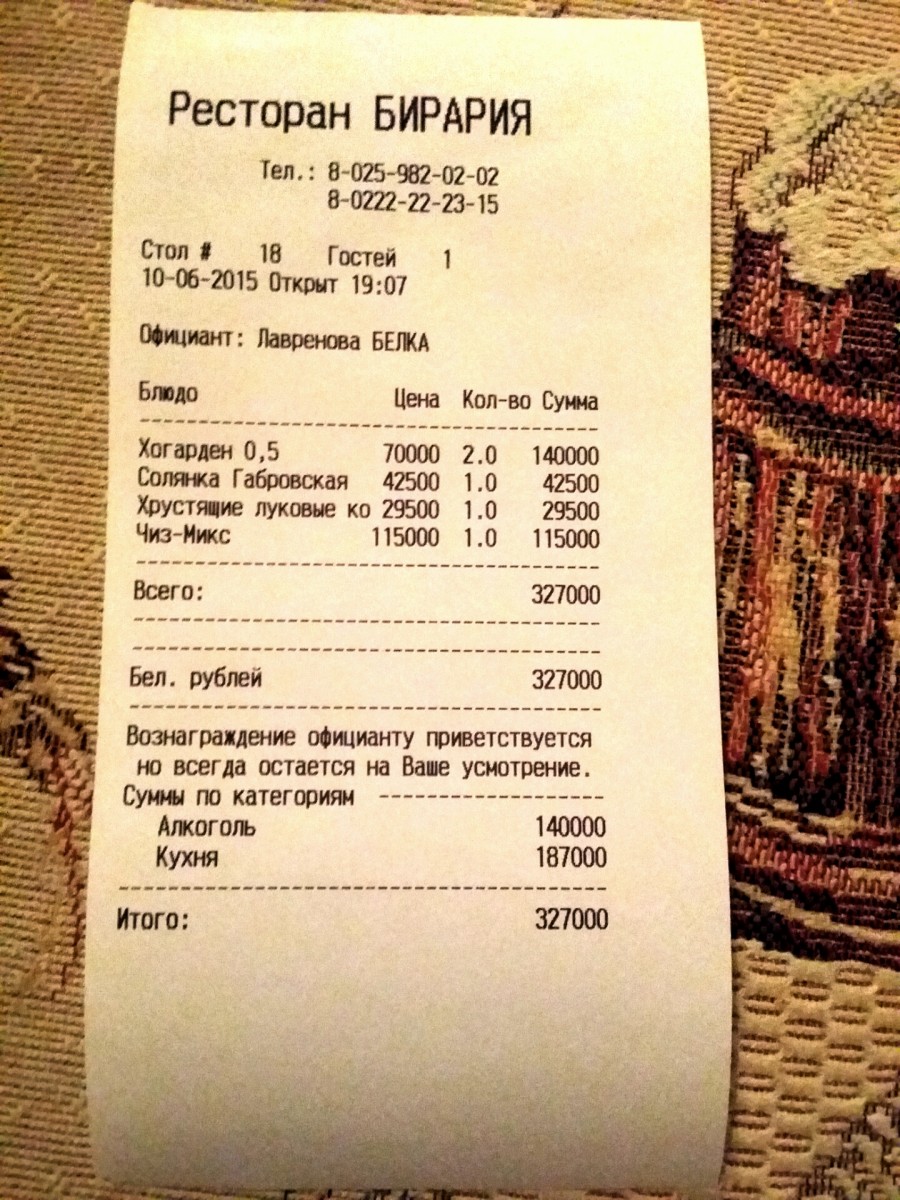 Ресторан БИРАРИЯ
Тел.: 8-025-982-02-02
8-0222-22-23-15
Стол # 18 Гостей 1
10-06-2015 Открыт 19:07
Официант: Лавренова БЕЛКА
Блюдо Цена Кол-во Сумма
Хогарден 0,5 70000 2.0 140000
Солянка Габровская 42500 1.0 42500
Хрустящие луковые ко 29500 1.0 29500
Чиз-Микс 115000 1.0 115000
Всего: 327000
Бел. рублей 327000
Вознаграждение официанту приветствуется
но всегда остается на Ваше усмотрение.
Суммы по категориям
Алкоголь 140000
Кухня 187000
Итого: 327000